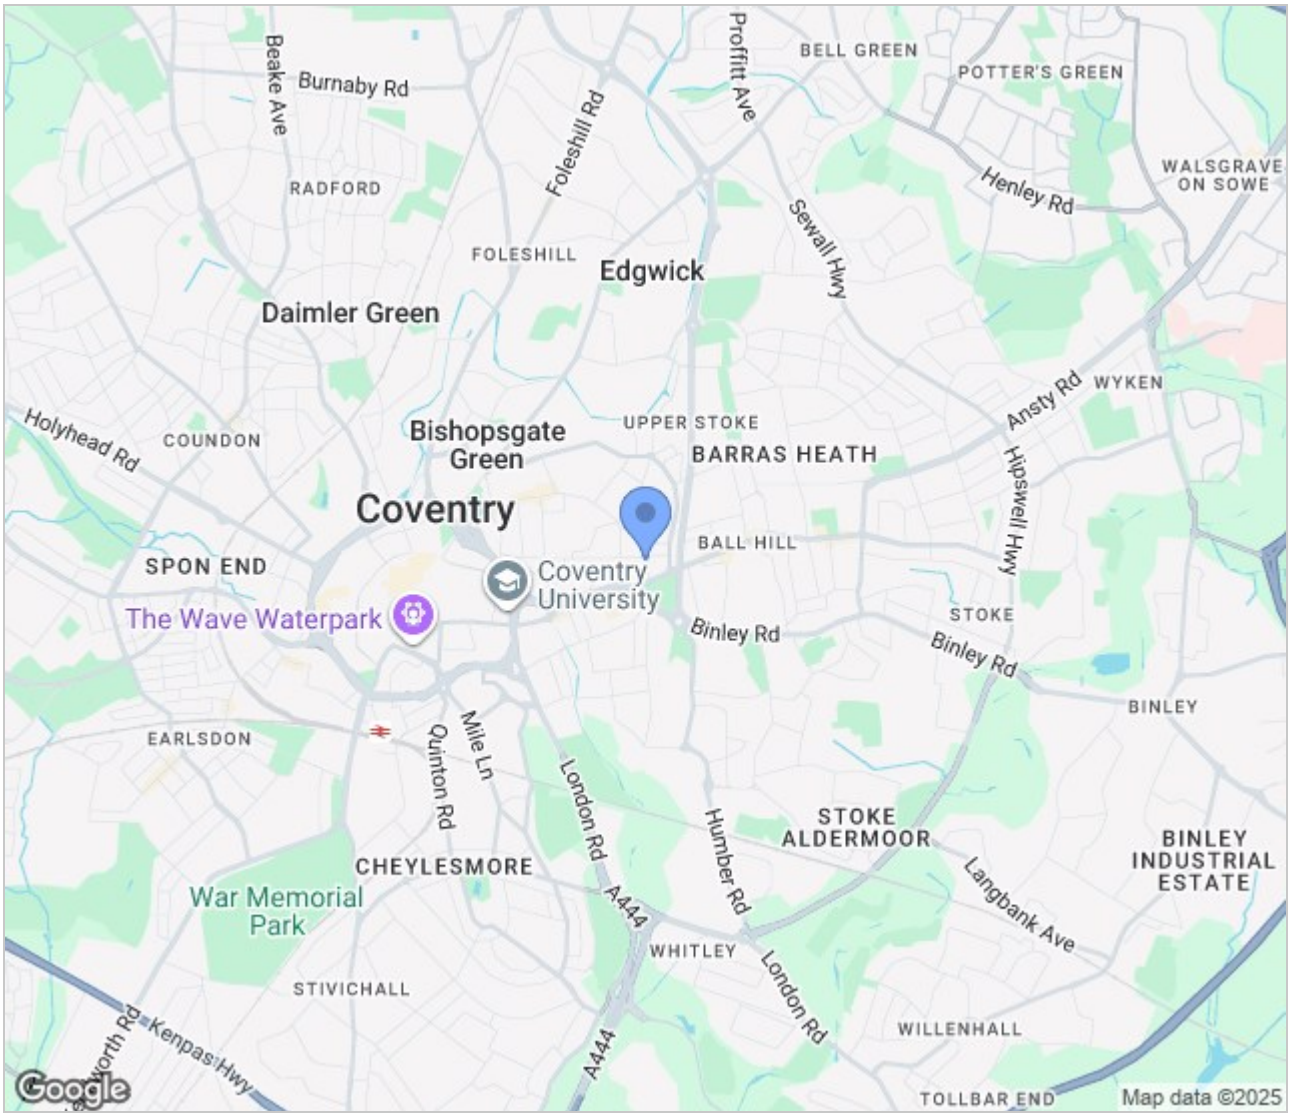 Proffitt Ave
BELL GREEN
POTTER'S GREEN
Beake Ave
Burnaby Rd
Foleshill Rd
WALSGRAVE
ON SOWE
Henley Rd
RADFORD
Sewall Hwy
FOLESHILL
Edgwick
Daimler Green
Ansty Rd
WYKEN
Holyhead Rd
COUNDON
Bishopsgate
Green
UPPER STOKE
BARRAS HEATH
Hipswell Hwy
Coventry
BALL HILL
SPON END
Coventry
University
The Wave Waterpark
STOKE
Binley Rd
Binley Rd
BINLEY
EARLSDON
Mile Ln
Quinton Rd
London Rd
Humber Rd
STOKE
ALDERMOOR
BINLEY
INDUSTRIAL
ESTATE
CHEYLESMORE
Langbank Ave
War Memorial
Park
A444
WHITLEY
STIVICHALL
London Rd
WILLENHALL
Kenpas Hwy
A444
TOLLBAR END
Google
Map data ©2025